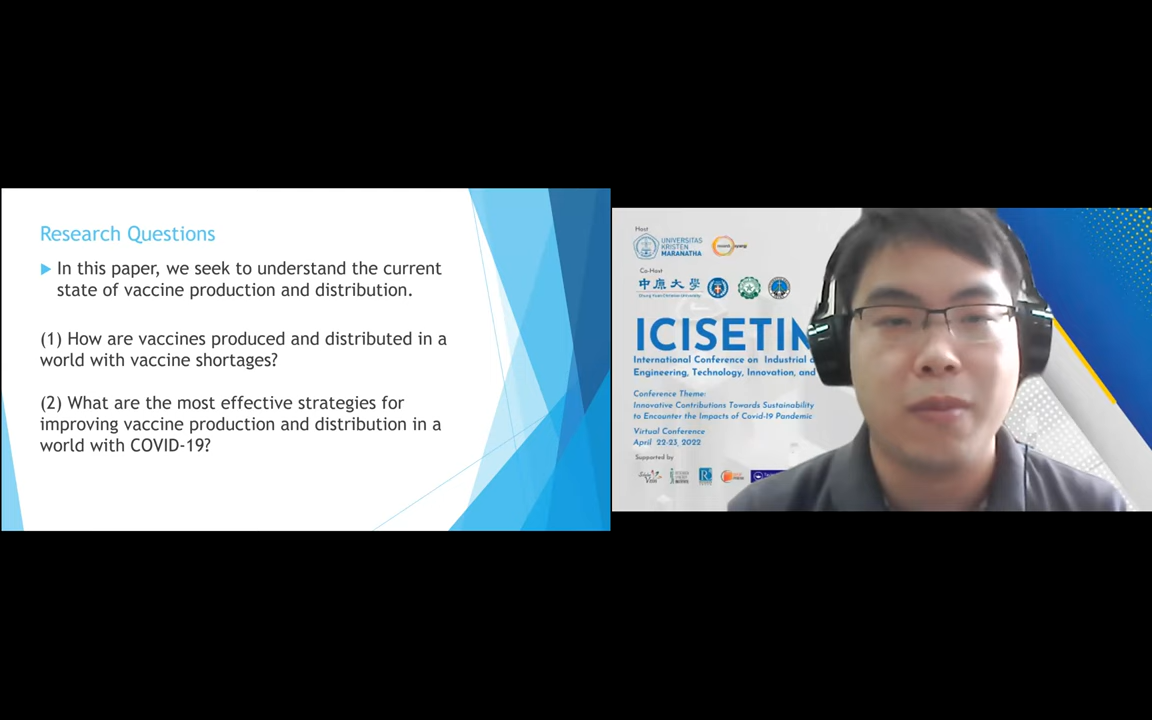 Research Questions
In this paper, we seek to understand the current
state of vaccine production and distribution.
(1) How are vaccines produced and distributed in a
world with vaccine shortages?
(2) What are the most effective strategies for
improving vaccine production and distribution in a
world with COVID-19?
Host
UNIVERSITAS
KRISTEN
MARANATHA
Co-Host
中原大學
Chung Yuan Christian University
ICISETIN
International Conference on Industrial
Engineering, Technology, Innovation, and
Conference Theme:
Innovative Contributions Towards Sustainability
to Encounter the Impacts of Covid-19 Pandemic
Virtual Conference
April 22-23, 2022
Supported by